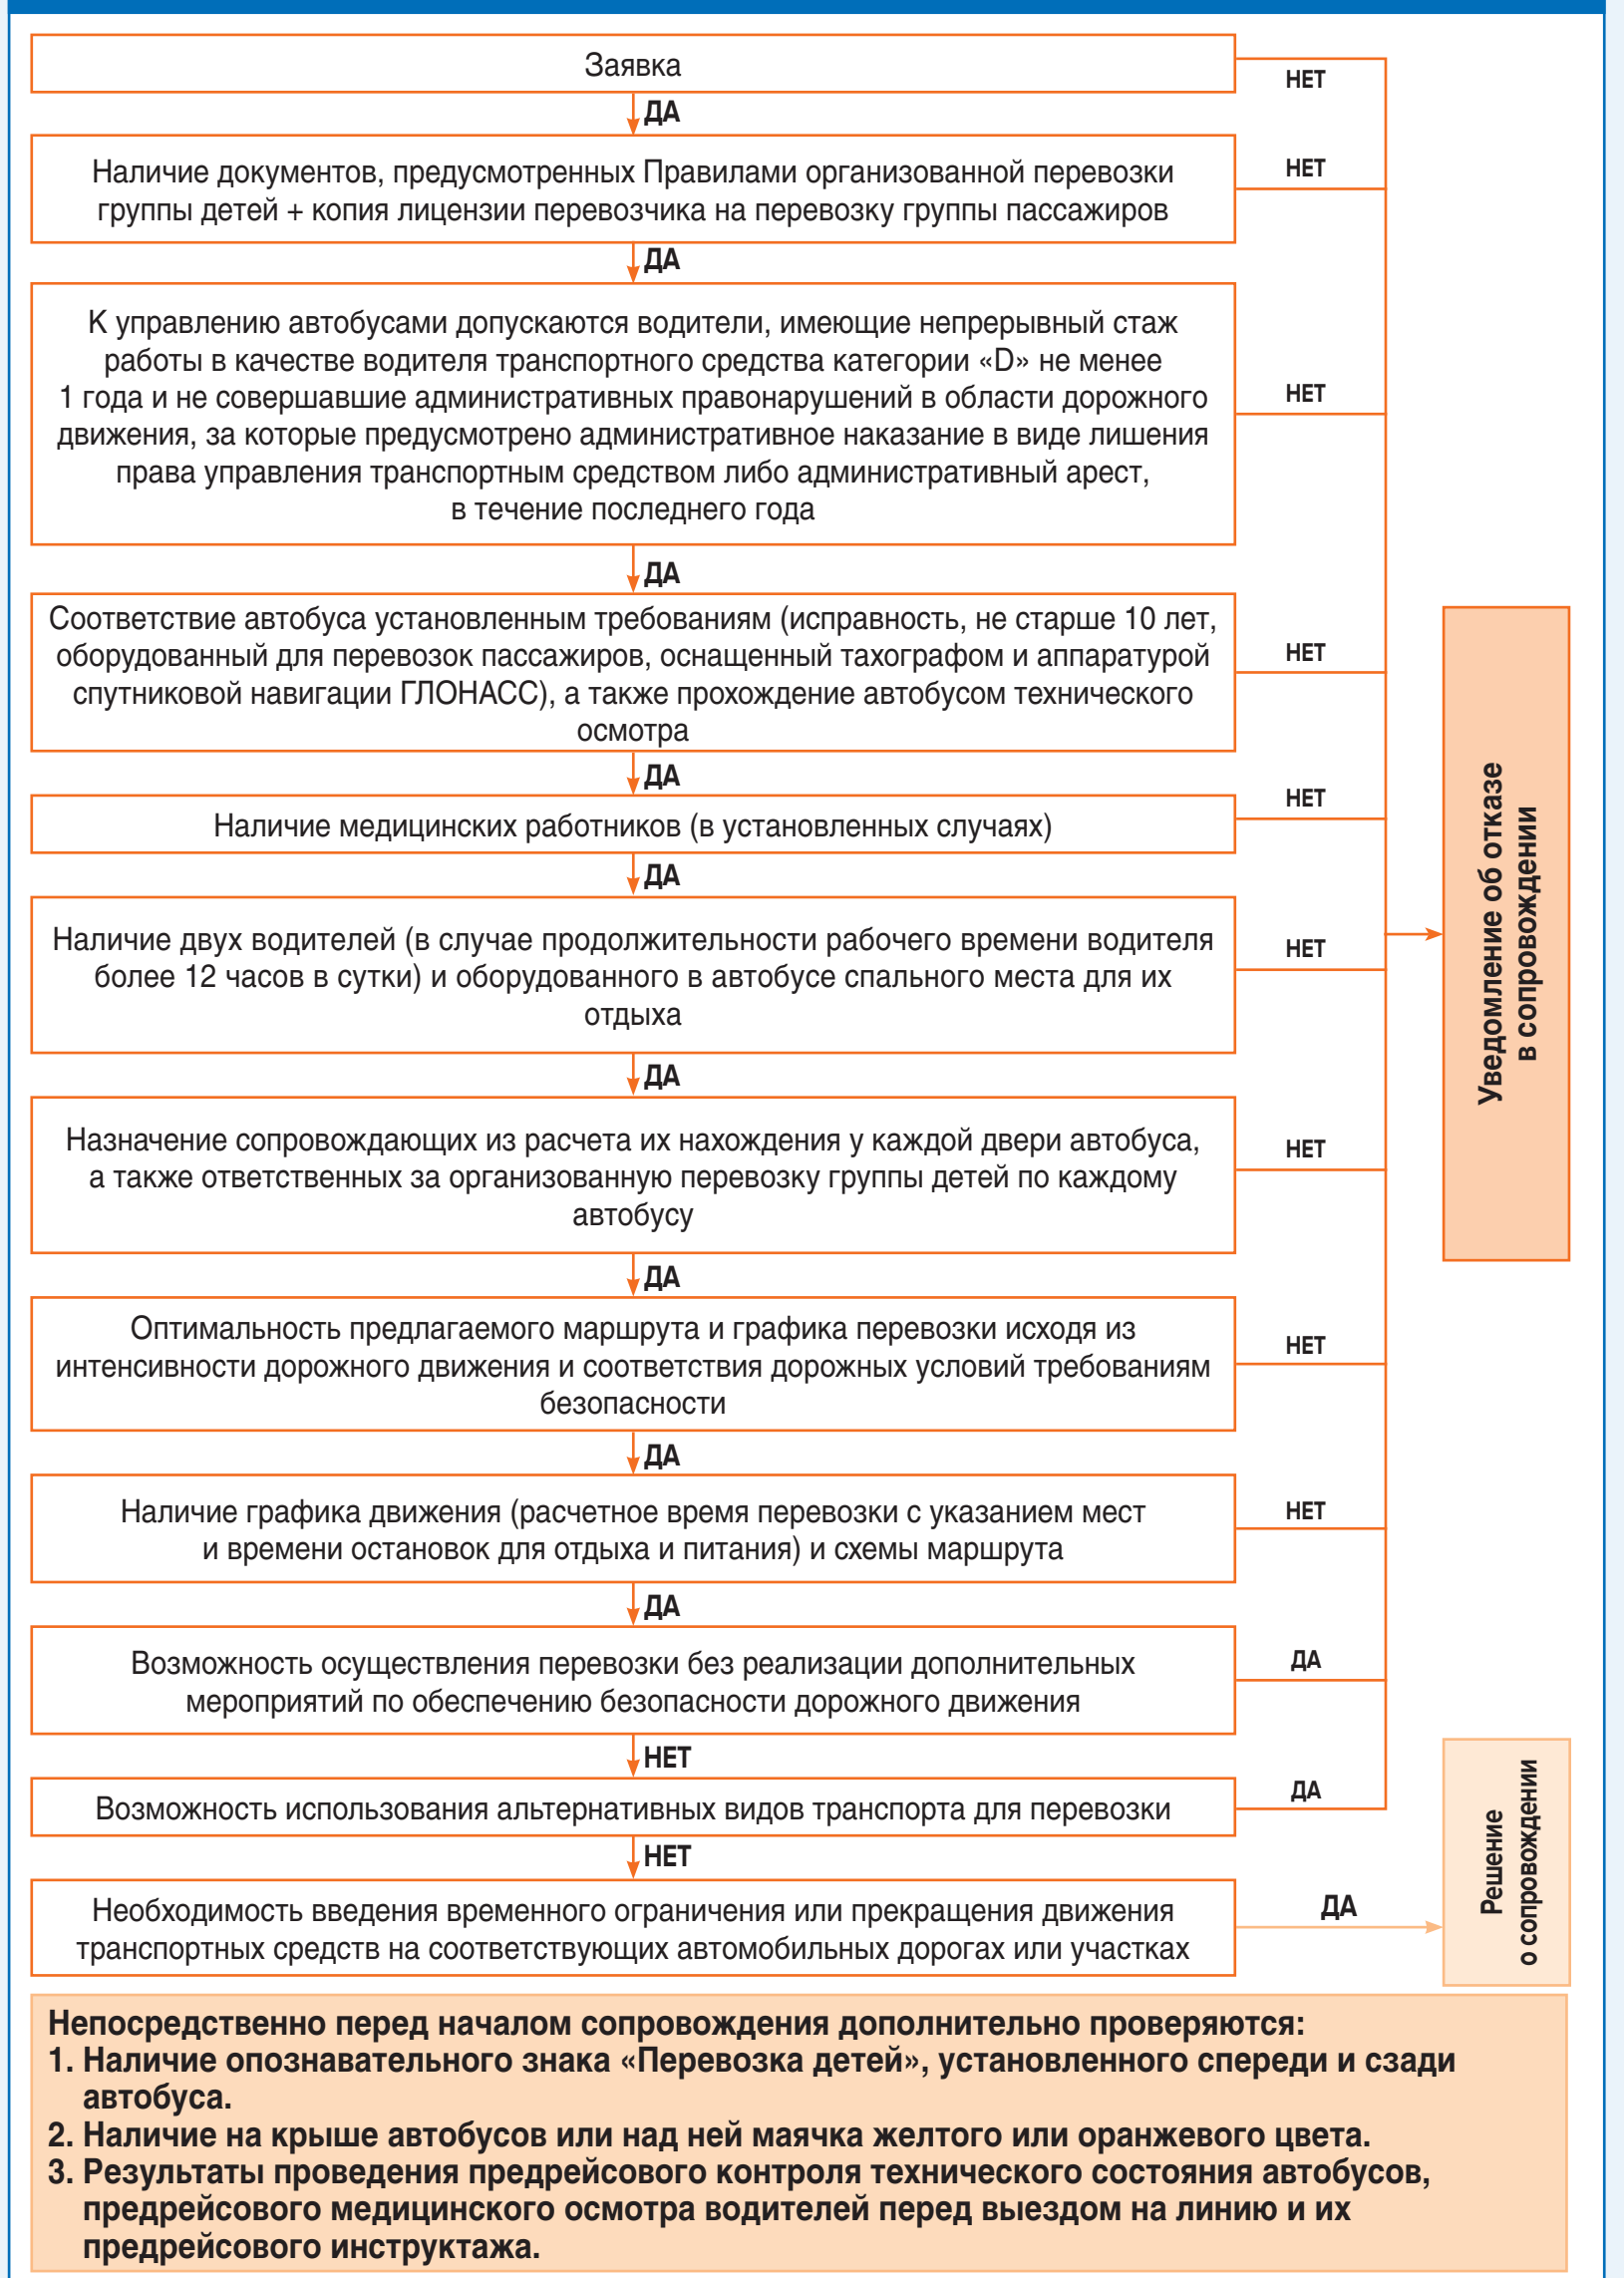 Заявка
НЕТ
ДА
Наличие документов, предусмотренных Правилами организованной перевозки
группы детей + копия лицензии перевозчика на перевозку группы пассажиров
НЕТ
ДА
К управлению автобусами допускаются водители, имеющие непрерывный стаж
работы в качестве водителя транспортного средства категории «D» не менее
1 года и не совершавшие административных правонарушений в области дорожного
движения, за которые предусмотрено административное наказание в виде лишения
права управления транспортным средством либо административный арест,
в течение последнего года
НЕТ
ДА
Соответствие автобуса установленным требованиям (исправность, не старше 10 лет,
оборудованный для перевозок пассажиров, оснащенный тахографом и аппаратурой
спутниковой навигации ГЛОНАСС), а также прохождение автобусом технического
осмотра
НЕТ
ДА
Наличие медицинских работников (в установленных случаях)
НЕТ
ДА
Наличие двух водителей (в случае продолжительности рабочего времени водителя
более 12 часов в сутки) и оборудованного в автобусе спального места для их
отдыха
НЕТ
Уведомление об отказе
в сопровождении
ДА
Назначение сопровождающих из расчета их нахождения у каждой двери автобуса,
а также ответственных за организованную перевозку группы детей по каждому
автобусу
НЕТ
ДА
Оптимальность предлагаемого маршрута и графика перевозки исходя из
интенсивности дорожного движения и соответствия дорожных условий требованиям
безопасности
НЕТ
ДА
Наличие графика движения (расчетное время перевозки с указанием мест
и времени остановок для отдыха и питания) и схемы маршрута
НЕТ
ДА
Возможность осуществления перевозки без реализации дополнительных
мероприятий по обеспечению безопасности дорожного движения
ДА
НЕТ
Возможность использования альтернативных видов транспорта для перевозки
ДА
НЕТ
Необходимость введения временного ограничения или прекращения движения
транспортных средств на соответствующих автомобильных дорогах или участках
ДА
Решение
о сопровождении
Непосредственно перед началом сопровождения дополнительно проверяются:
1. Наличие опознавательного знака «Перевозка детей», установленного спереди и сзади
автобуса.
2. Наличие на крыше автобусов или над ней маячка желтого или оранжевого цвета.
3. Результаты проведения предрейсового контроля технического состояния автобусов,
предрейсового медицинского осмотра водителей перед выездом на линию и их
предрейсового инструктажа.